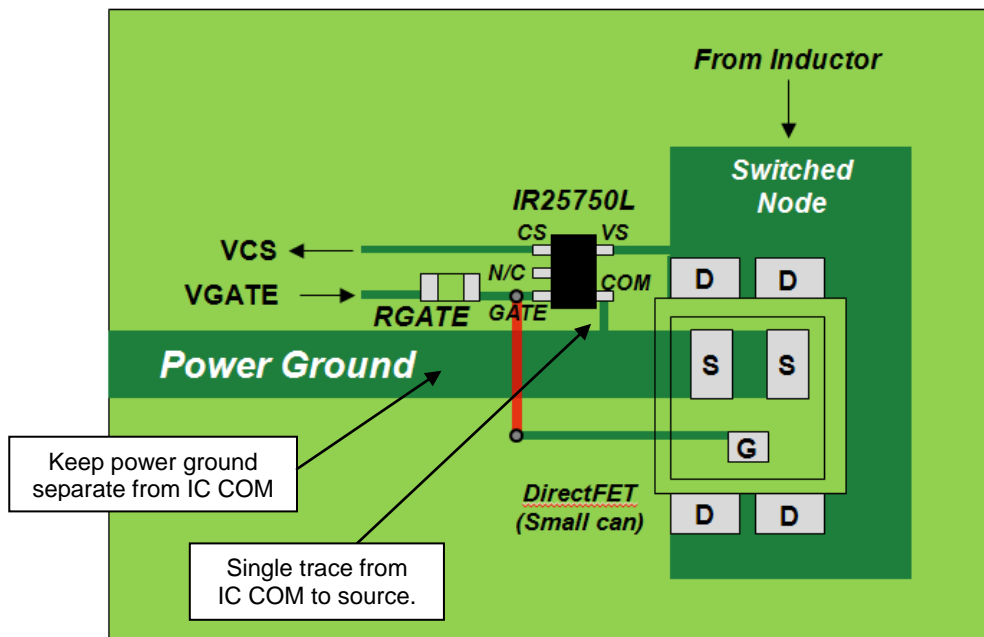 From Inductor
Switched
Node
IR25750L
CS
VS
VCS
N/C
COM
VGATE
D
D
RGATE
GATE
Power Ground
S
S
G
Keep power ground
separate from IC COM
DirectFET
(Small can)
D
D
Single trace from
IC COM to source.